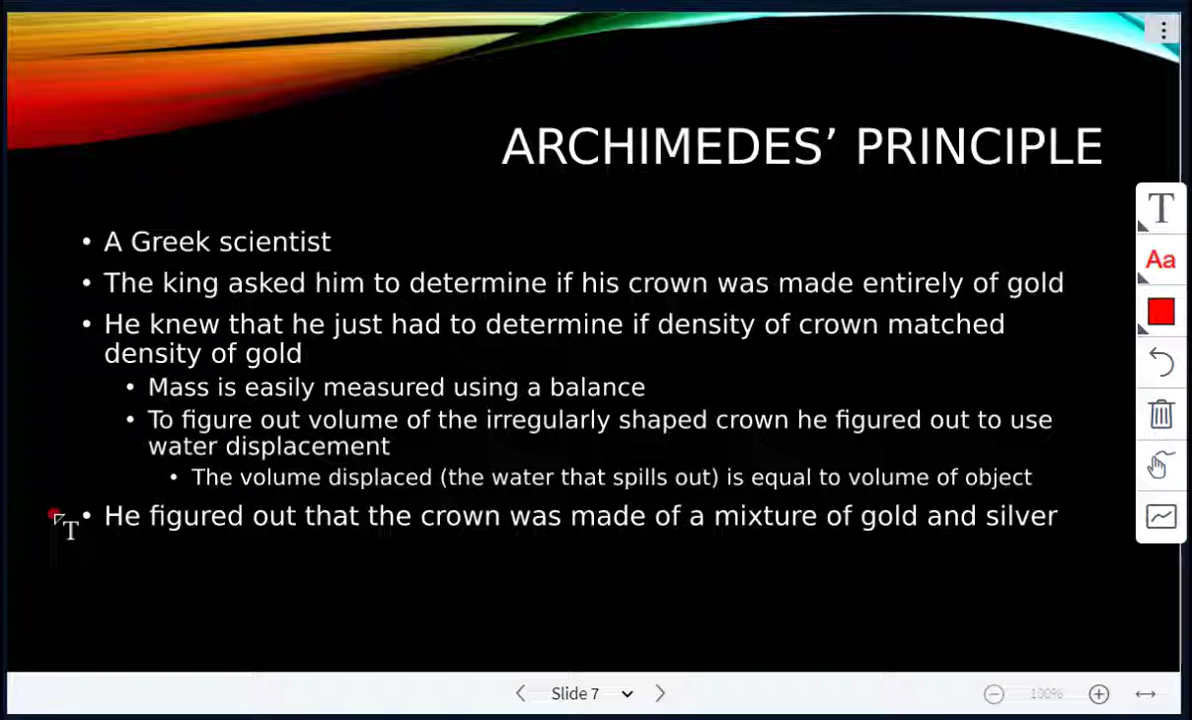 ARCHIMEDES’ PRINCIPLE
• A Greek scientist
• The king asked him to determine if his crown was made entirely of gold
• He knew that he just had to determine if density of crown matched
density of gold
• Mass is easily measured using a balance
• To figure out volume of the irregularly shaped crown he figured out to use
water displacement
• The volume displaced (the water that spills out) is equal to volume of object
• He figured out that the crown was made of a mixture of gold and silver
T
T
Aa
Slide 7
100%